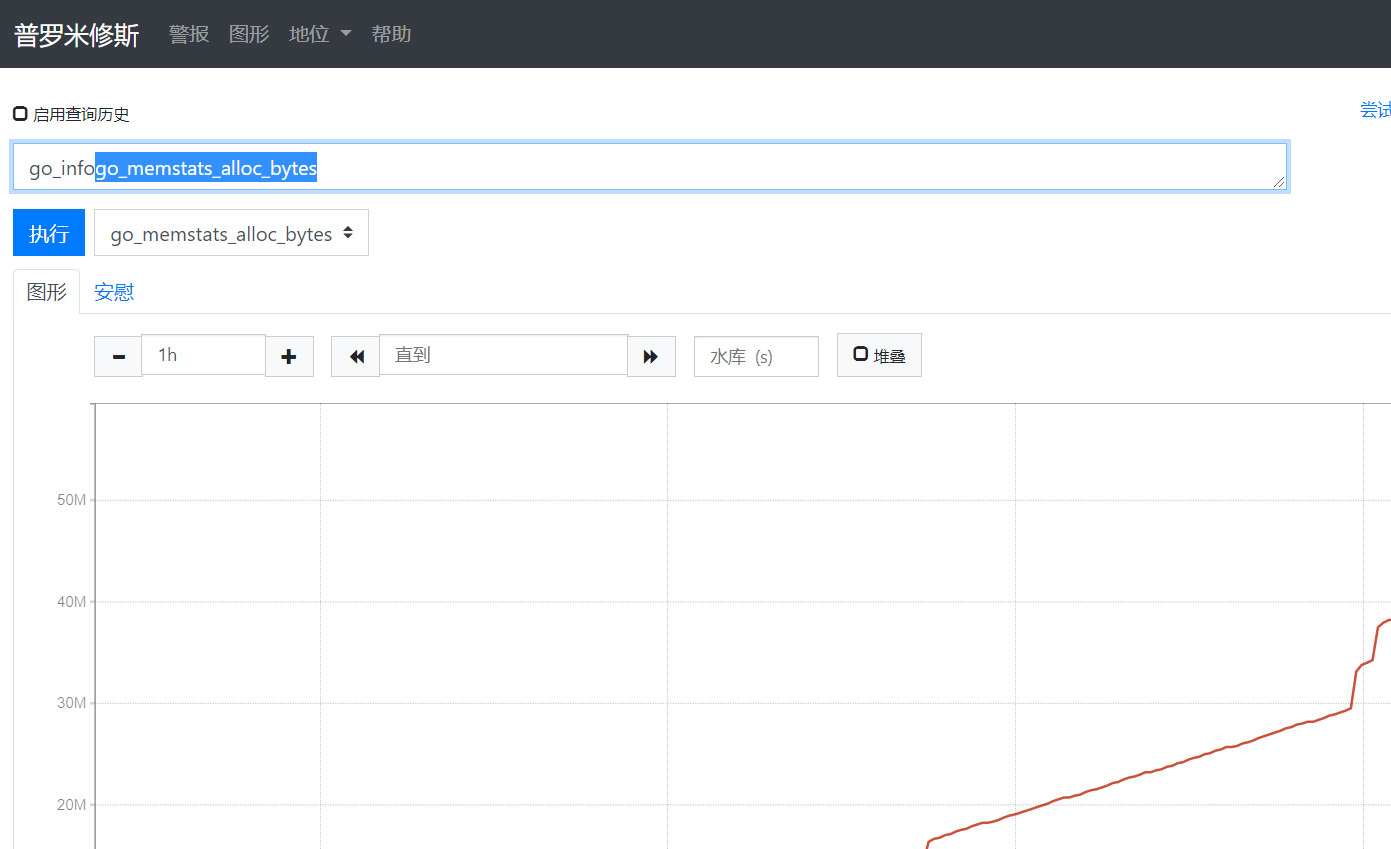 普罗米修斯 警报 图形 地位 帮助
启用查询历史 尝试
go_infogo_memstats_alloc_bytes
执行 go_memstats_alloc_bytes
图形 安慰
1h 直到 水库 (s) 堆叠
50M
40M
30M
20M